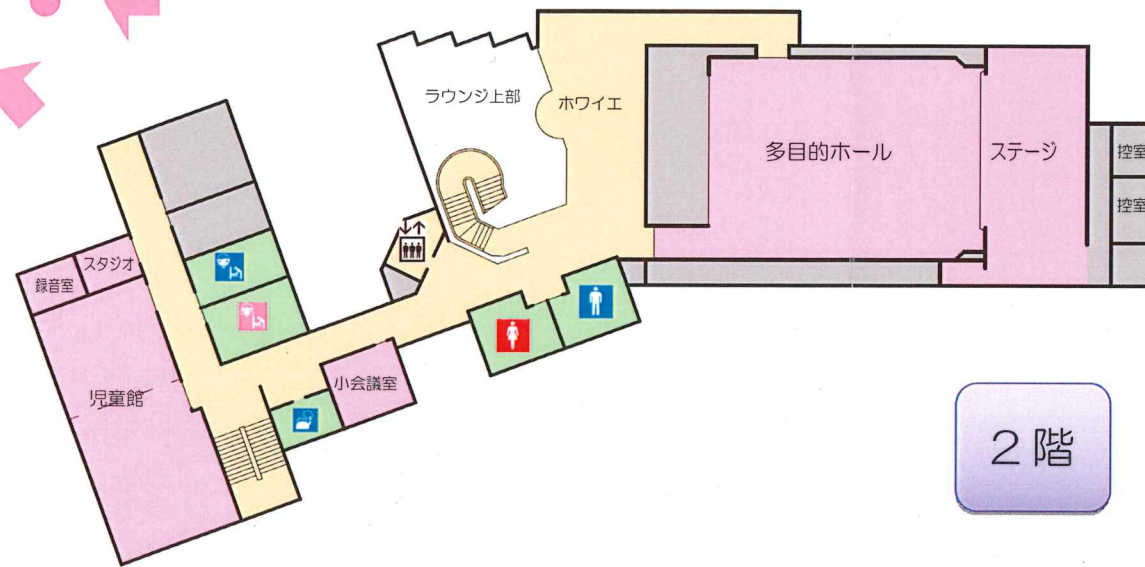 ラウンジ上部
ホワイエ
多目的ホール
ステージ
控室
控室
スタジオ
録音室
児童館
小会議室
２階